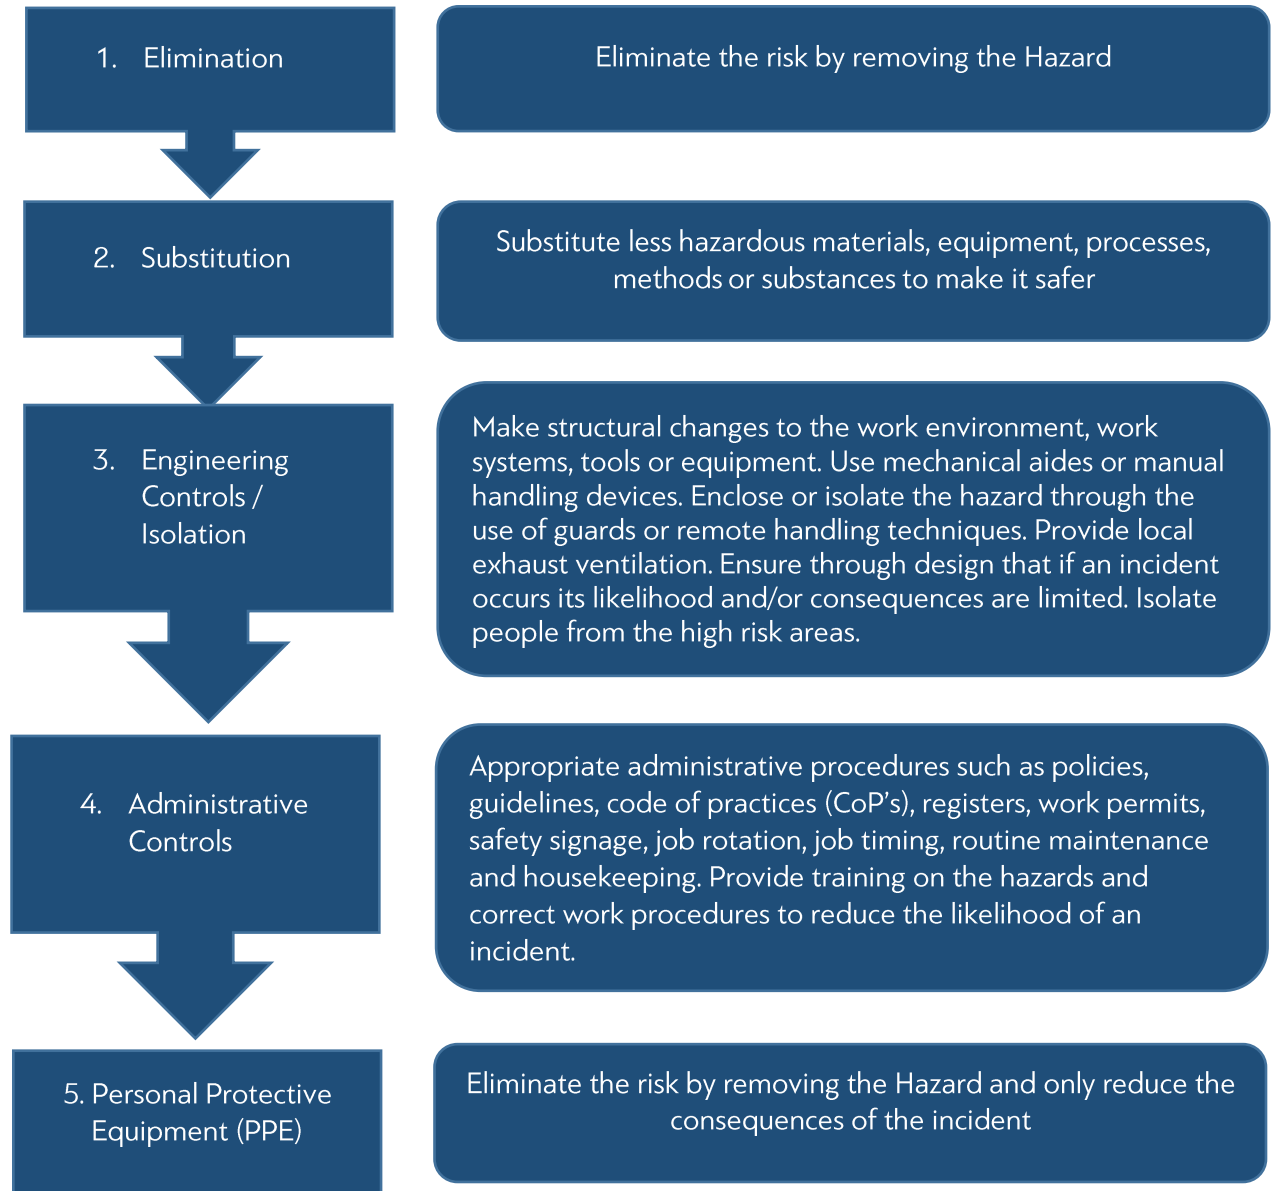 1. Elimination
Eliminate the risk by removing the Hazard
2. Substitution
Substitute less hazardous materials, equipment, processes,
methods or substances to make it safer
3. Engineering
Controls /
Isolation
Make structural changes to the work environment, work
systems, tools or equipment. Use mechanical aides or manual
handling devices. Enclose or isolate the hazard through the
use of guards or remote handling techniques. Provide local
exhaust ventilation. Ensure through design that if an incident
occurs its likelihood and/or consequences are limited. Isolate
people from the high risk areas.
4. Administrative
Controls
Appropriate administrative procedures such as policies,
guidelines, code of practices (CoP's), registers, work permits,
safety signage, job rotation, job timing, routine maintenance
and housekeeping. Provide training on the hazards and
correct work procedures to reduce the likelihood of an
incident.
5. Personal Protective
Equipment (PPE)
Eliminate the risk by removing the Hazard and only reduce the
consequences of the incident